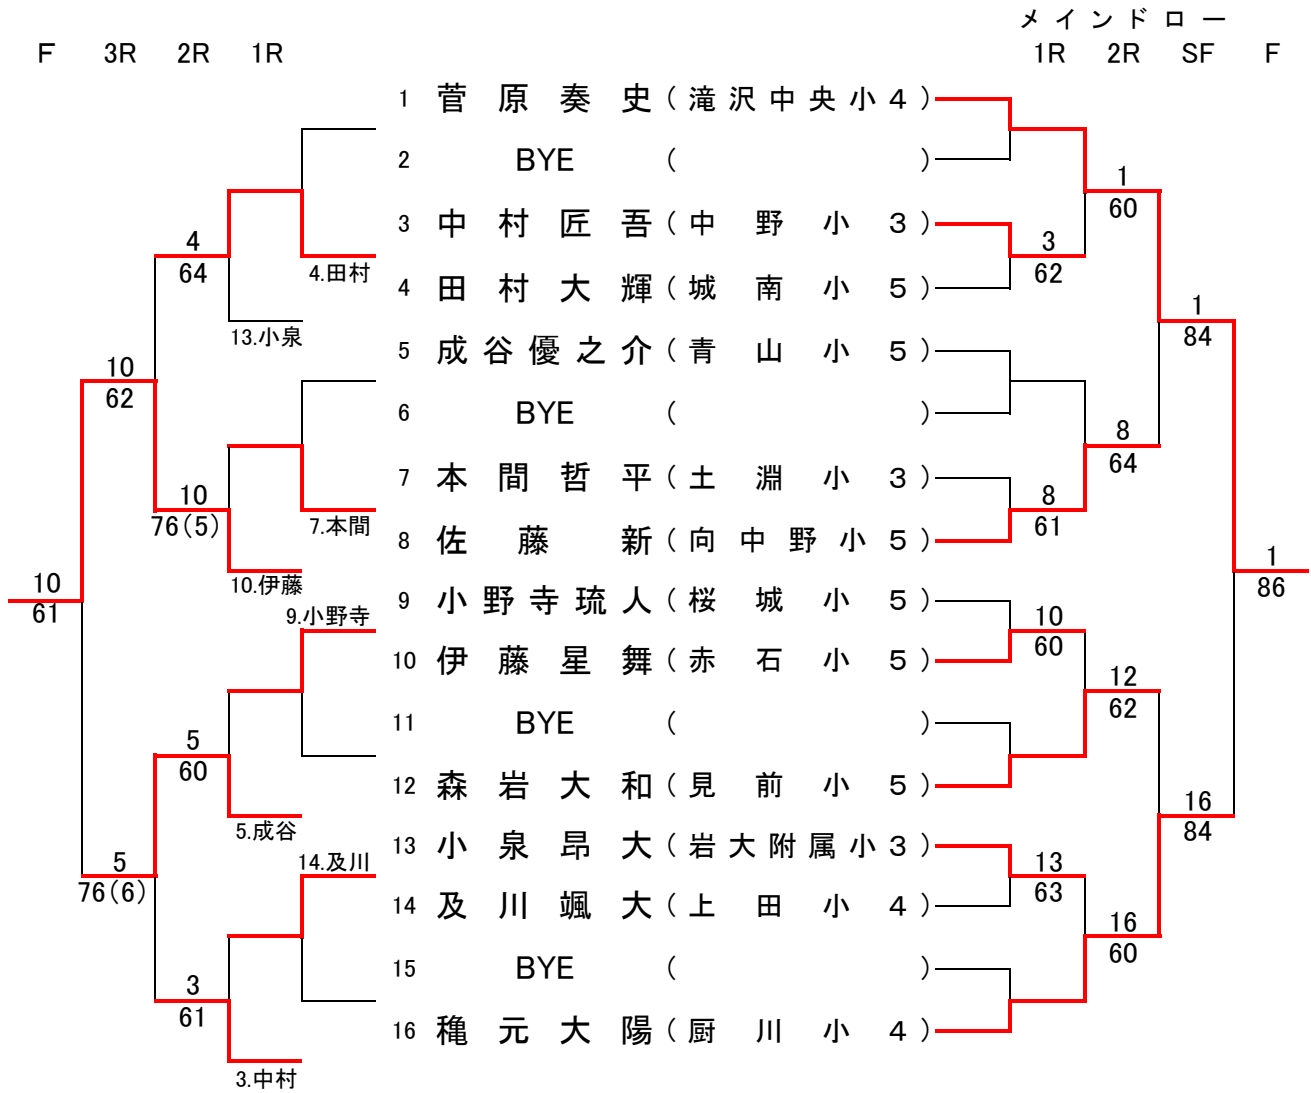 メインドロー
F 3R 2R 1R 1R 2R SF F
1 菅原奏史(滝沢中央小4)
2 BYE ( )
1
60
3 中村匠吾(中野小3)
4
64
3
62
4.田村
4 田村大輝(城南小5)
1
84
13.小泉
5 成谷優之介(青山小5)
10
62
6 BYE ( )
8
64
7 本間哲平(土淵小3)
10
76(5)
8
61
7.本間
8 佐藤新(向中野小5)
10
61
10.伊藤
1
86
9 小野寺琉人(桜城小5)
9.小野寺
10
60
10 伊藤星舞(赤石小5)
12
62
11 BYE ( )
5
60
12 森岩大和(見前小5)
16
84
5.成谷
13 小泉昂大(岩大附属小3)
5
76(6)
14.及川
13
63
14 及川颯大(上田小4)
16
60
15 BYE ( )
3
61
16 穐元大陽(厨川小4)
3.中村